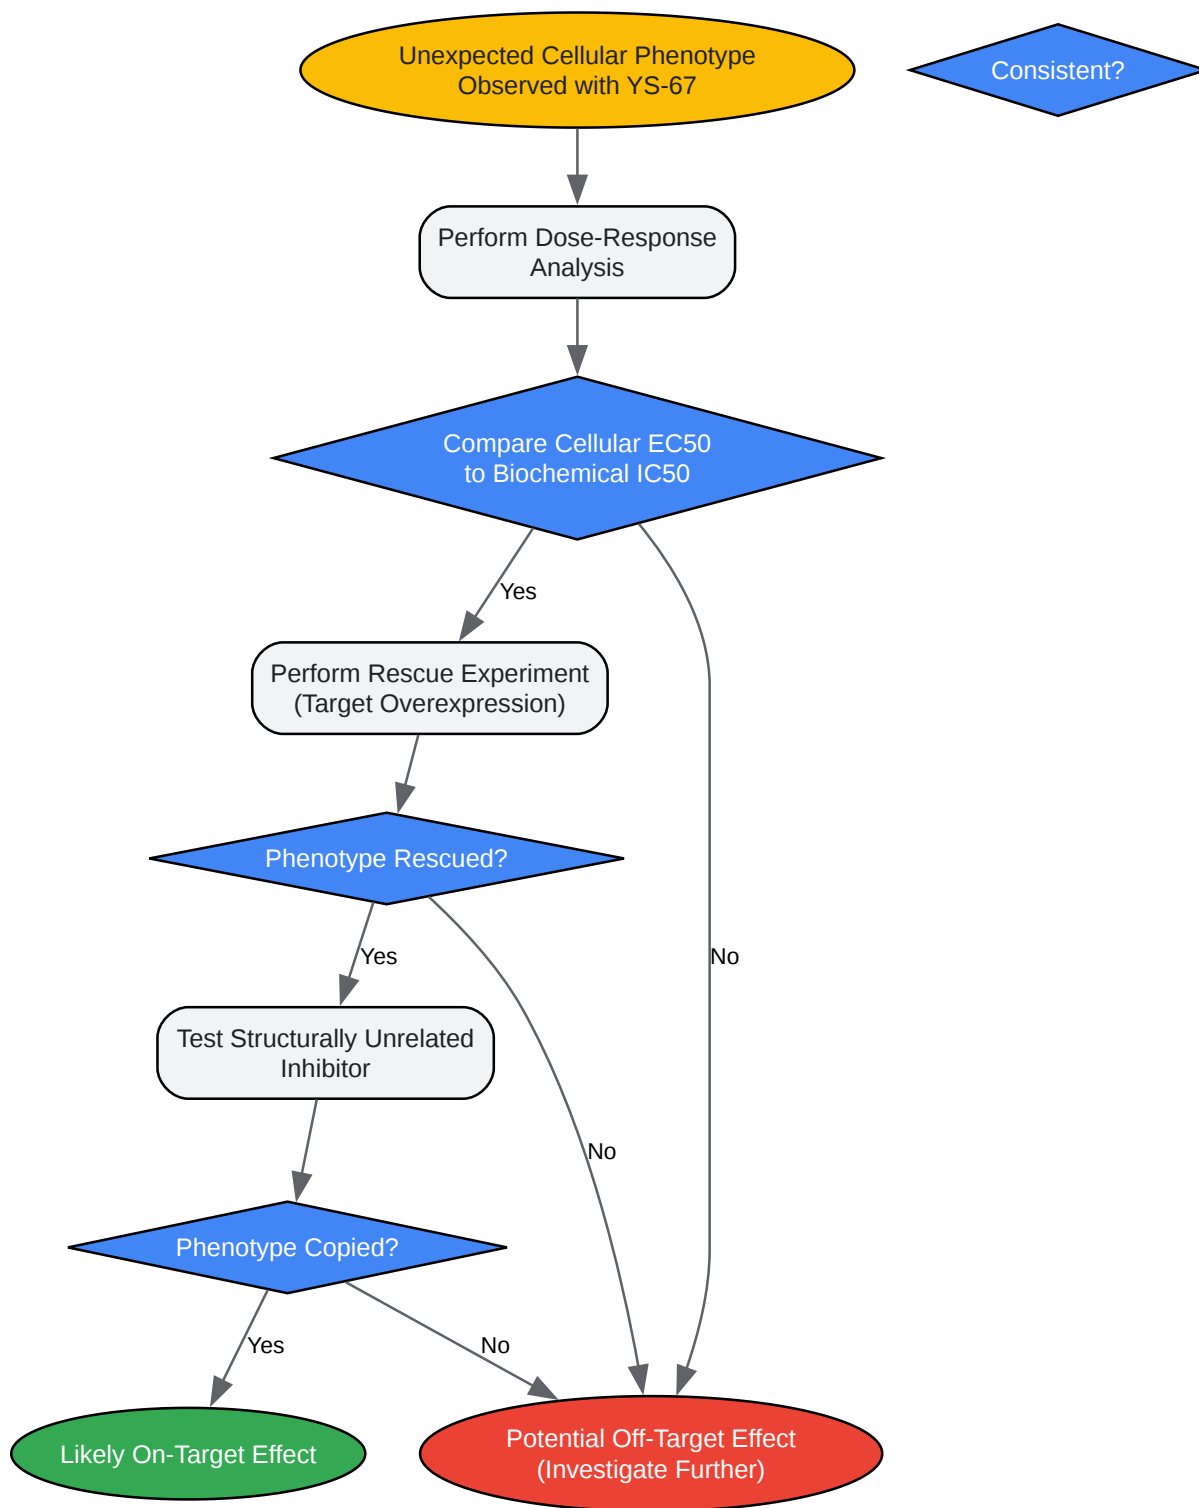 Unexpected Cellular Phenotype
Observed with YS-67
Consistent?
Perform Dose-Response
Analysis
Compare Cellular EC50
to Biochemical IC50
Yes
Perform Rescue Experiment
(Target Overexpression)
Phenotype Rescued?
Yes
No
Test Structurally Unrelated
Inhibitor
No
Phenotype Copied?
Yes
No
Likely On-Target Effect
Potential Off-Target Effect
(Investigate Further)